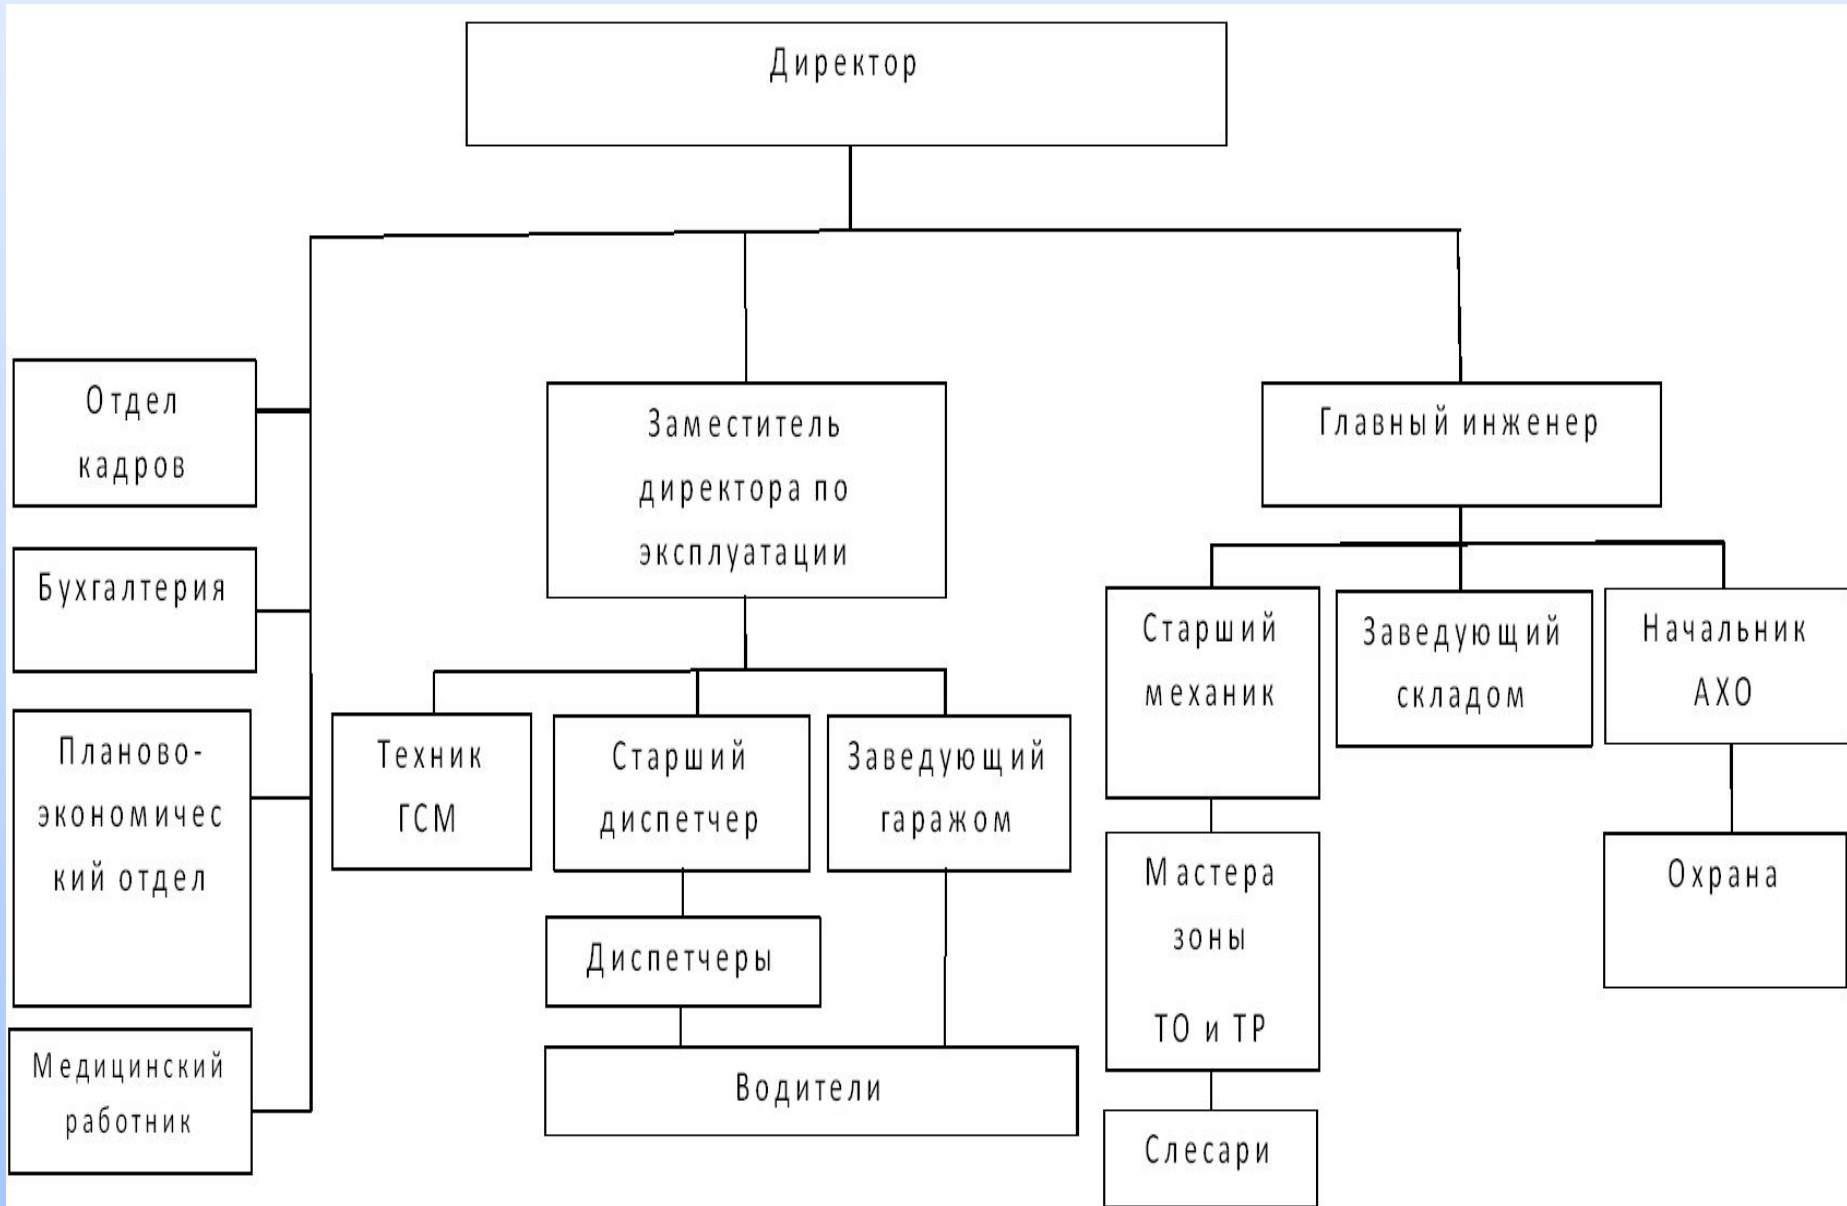 Директор
Отдел
кадров
Бухгалтерия
Планово-
экономичес
кий отдел
Медицинский
работник
Заместитель
директора по
эксплуатации
Техник
ГСМ
Старший
диспетчер
Заведующий
гаражом
Диспетчеры
Водители
Главный инженер
Старший
механик
Заведующий
складом
Начальник
АХО
Мастера
зоны
ТО и ТР
Охрана
Слесари